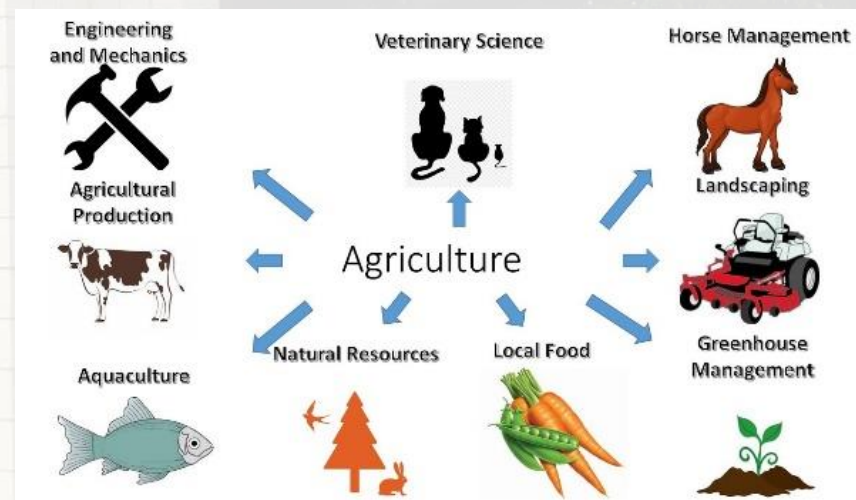 Engineering
and Mechanics
Veterinary Science
Horse Management
Agricultural
Production
Landscaping
Agriculture
Natural Resources
Local Food
Aquaculture
Greenhouse
Management